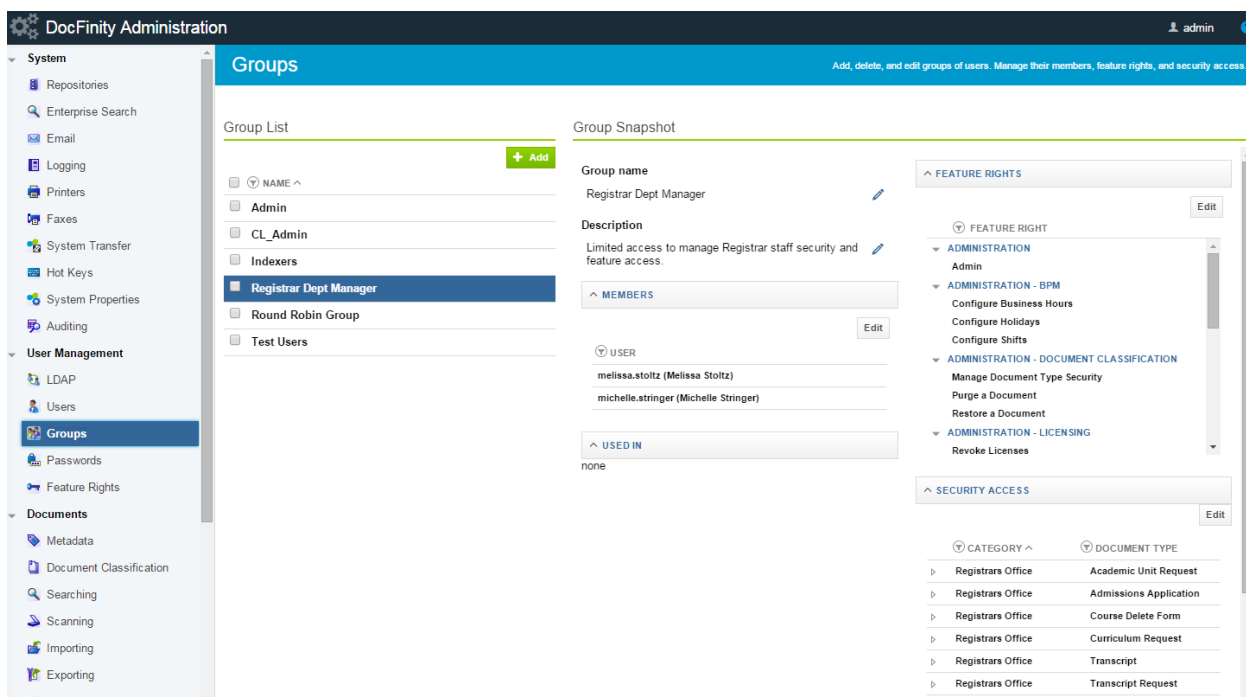 DocFinity Administration
admin
System
Repositories
Enterprise Search
Email
Logging
Printers
Faxes
System Transfer
Hot Keys
System Properties
Auditing
User Management
LDAP
Users
Groups
Passwords
Feature Rights
Documents
Metadata
Document Classification
Searching
Scanning
Importing
Exporting
Groups
Add, delete, and edit groups of users. Manage their members, feature rights, and security access.
Group List
Add
NAME
Admin
CL_Admin
Indexers
Registrar Dept Manager
Round Robin Group
Test Users
Group Snapshot
Group name
Registrar Dept Manager
Description
Limited access to manage Registrar staff security and
feature access.
MEMBERS
Edit
USER
melissa.stoltz (Melissa Stoltz)
michelle.stringer (Michelle Stringer)
USED IN
none
FEATURE RIGHTS
Edit
FEATURE RIGHT
ADMINISTRATION
Admin
ADMINISTRATION - BPM
Configure Business Hours
Configure Holidays
Configure Shifts
ADMINISTRATION - DOCUMENT CLASSIFICATION
Manage Document Type Security
Purge a Document
Restore a Document
ADMINISTRATION - LICENSING
Revoke Licenses
SECURITY ACCESS
Edit
CATEGORY DOCUMENT TYPE
Registrars Office Academic Unit Request
Registrars Office Admissions Application
Registrars Office Course Delete Form
Registrars Office Curriculum Request
Registrars Office Transcript
Registrars Office Transcript Request